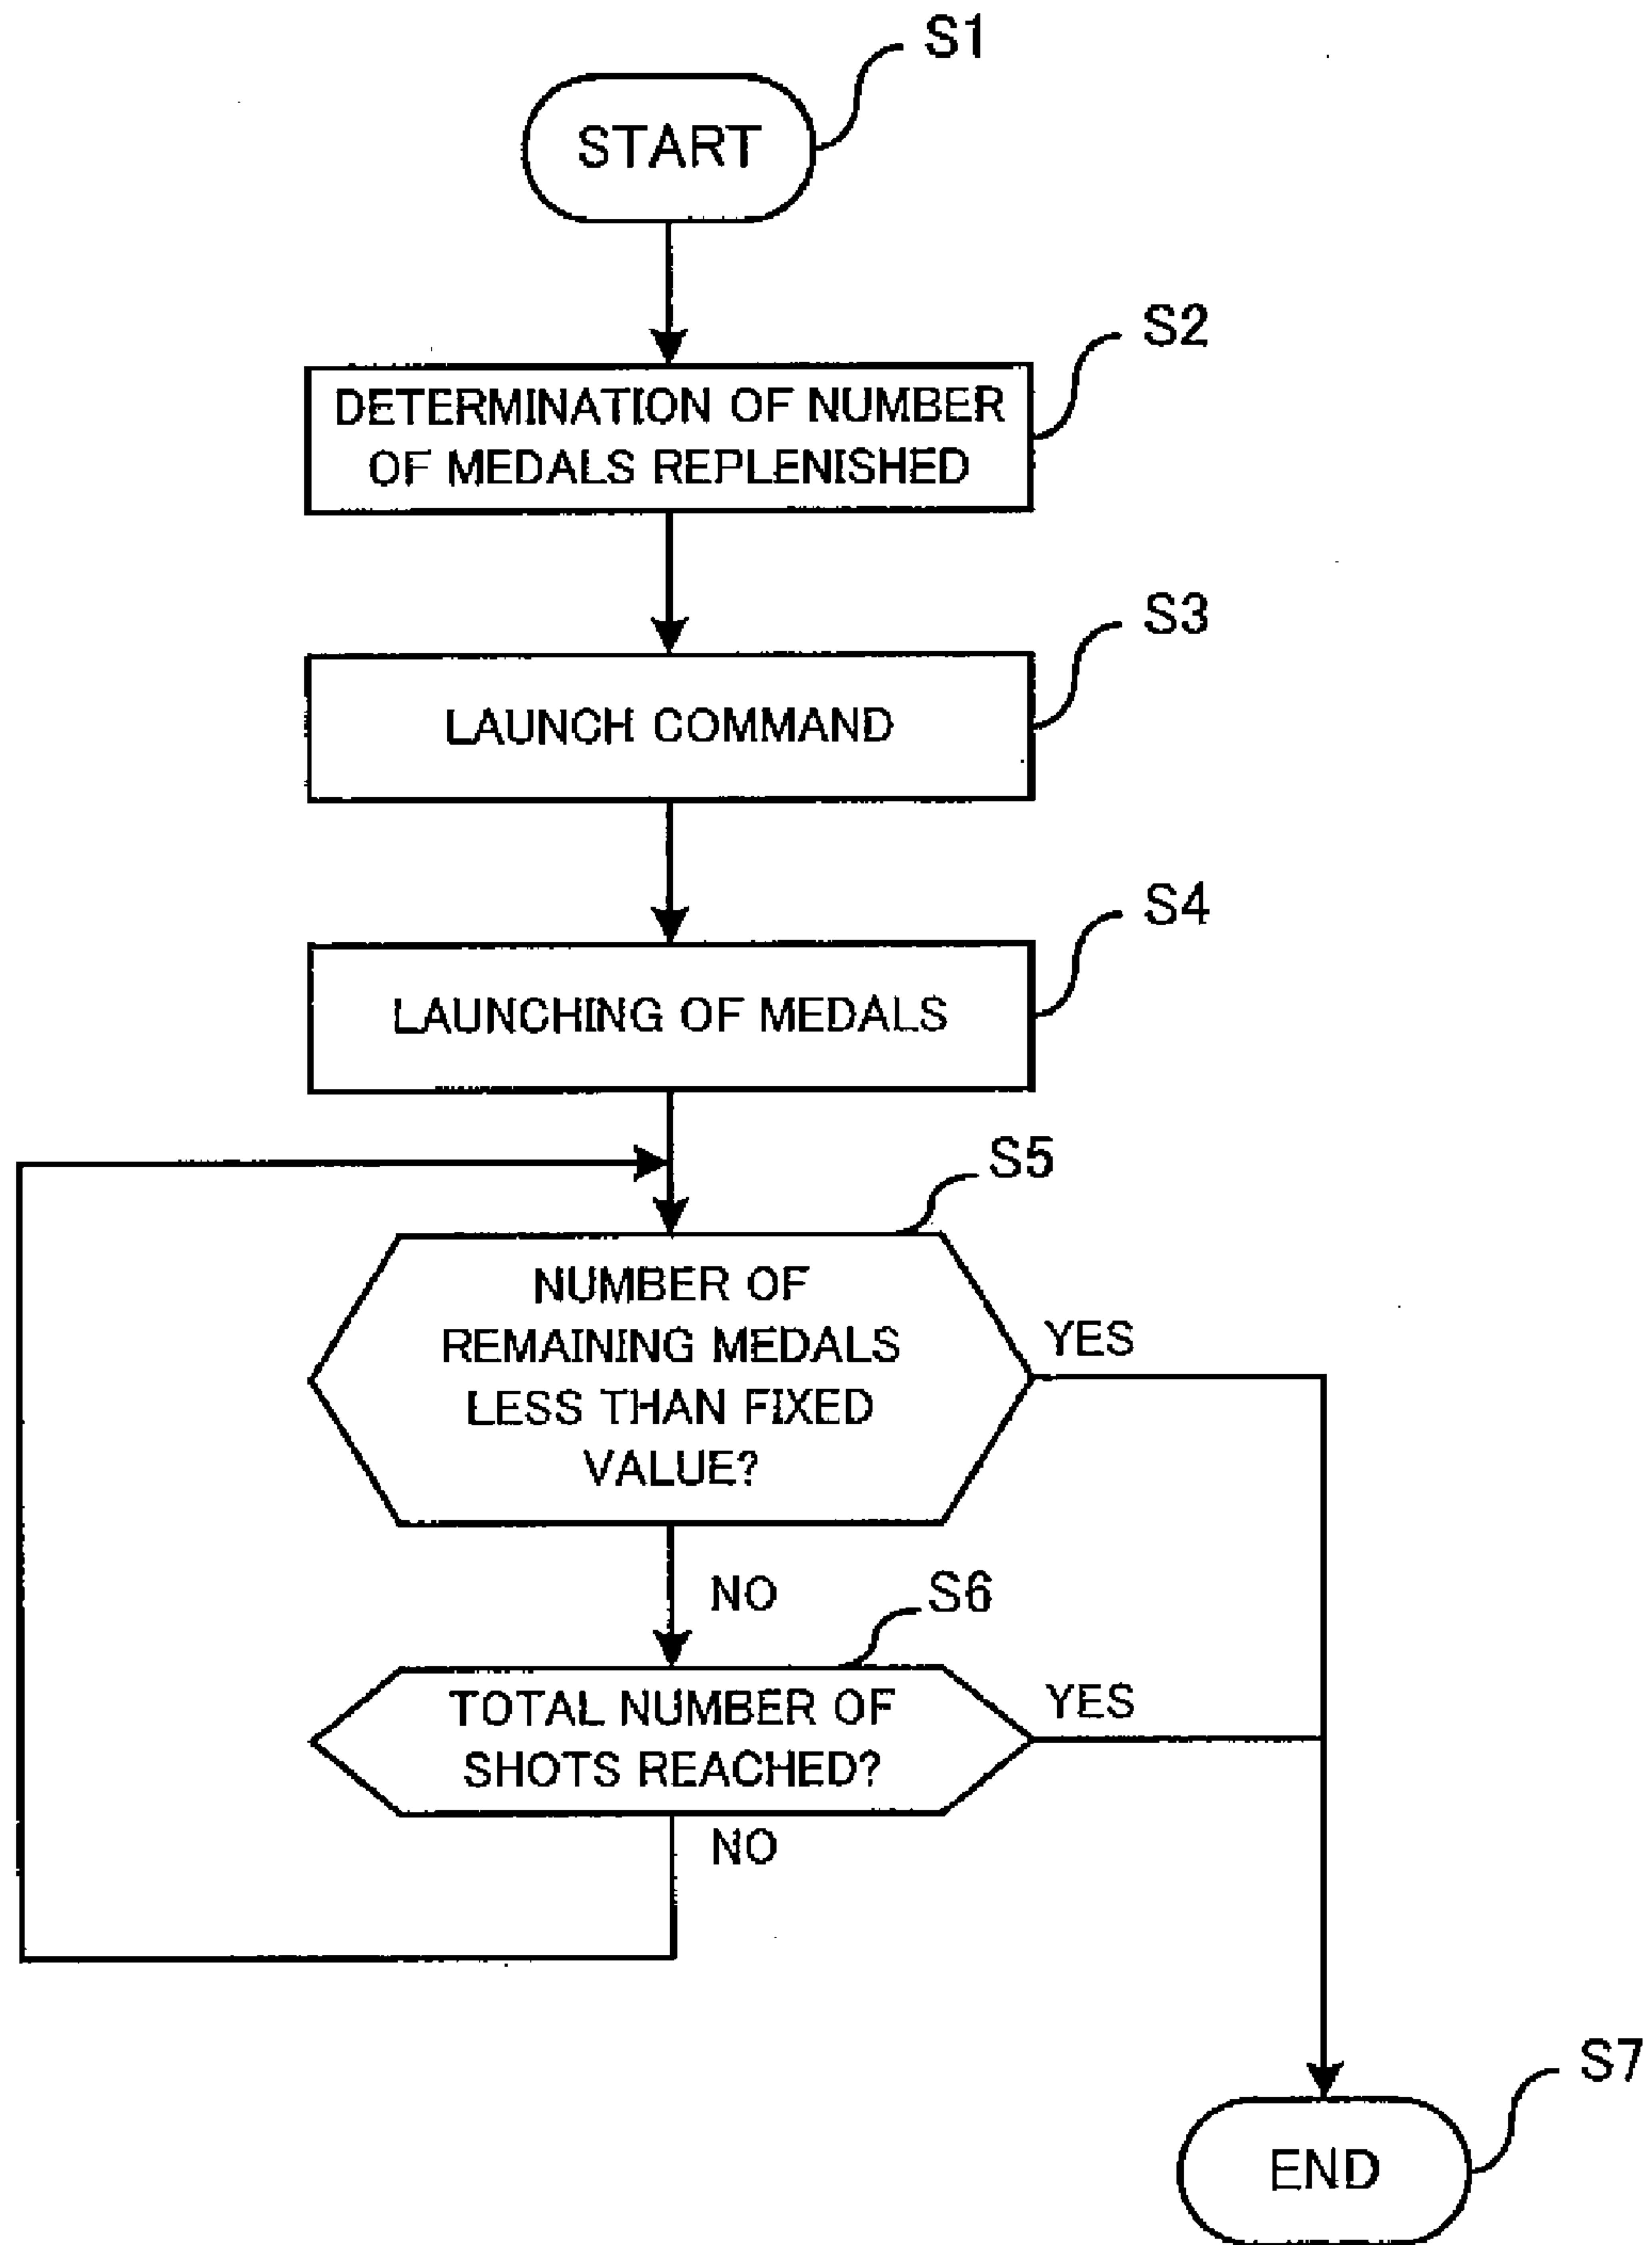 S1
START
S2
DETERMINATION OF NUMBER
OF MEDALS REPLENISHED
S3
LAUNCH COMMAND
S4
LAUNCHING OF MEDALS
S5
NUMBER OF
REMAINING MEDALS
LESS THAN FIXED
VALUE?
YES
NO
S6
TOTAL NUMBER OF
SHOTS REACHED?
YES
NO
S7
END